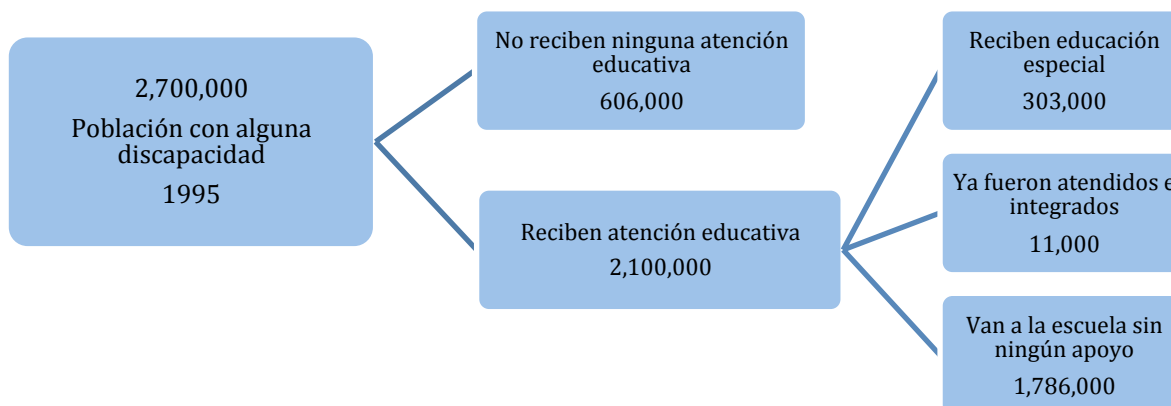 2,700,000
Población con alguna
discapacidad
1995
No reciben ninguna atención
educativa
606,000
Reciben atención educativa
2,100,000
Reciben educación
especial
303,000
Ya fueron atendidos e
integrados
11,000
Van a la escuela sin
ningún apoyo
1,786,000